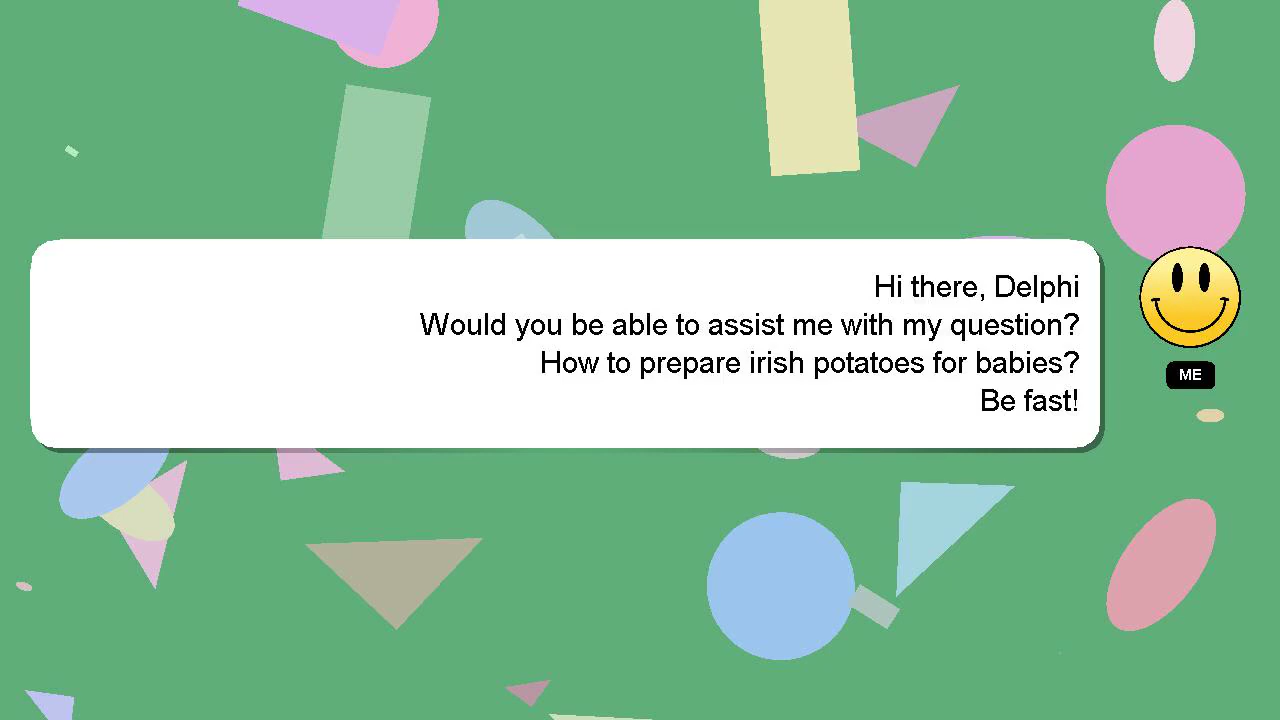 Hi there, Delphi
Would you be able to assist me with my question?
How to prepare irish potatoes for babies?
Be fast!
ME